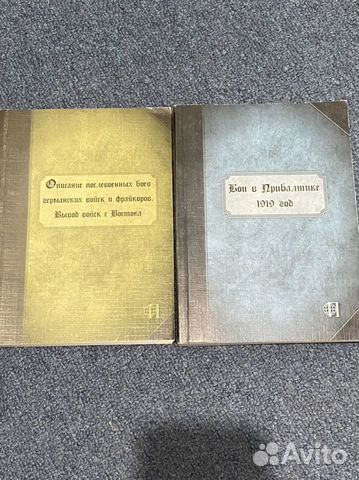 Описание послевоенных боев
германских войск и фрайкоров.
Вывод войск с Востока
Бои в Прибалтике
1919 год
Avito